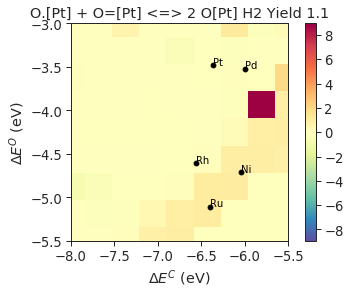 O.[Pt] + O=[Pt] <=> 2 O[Pt] H2 Yield 1.1
−3.0
−3.5
−4.0
−4.5
−5.0
−5.5
ΔE^O (eV)
Pt
Pd
Rh
Ni
Ru
−8.0 −7.5 −7.0 −6.5 −6.0 −5.5
ΔE^C (eV)
8
6
4
2
0
−2
−4
−6
−8